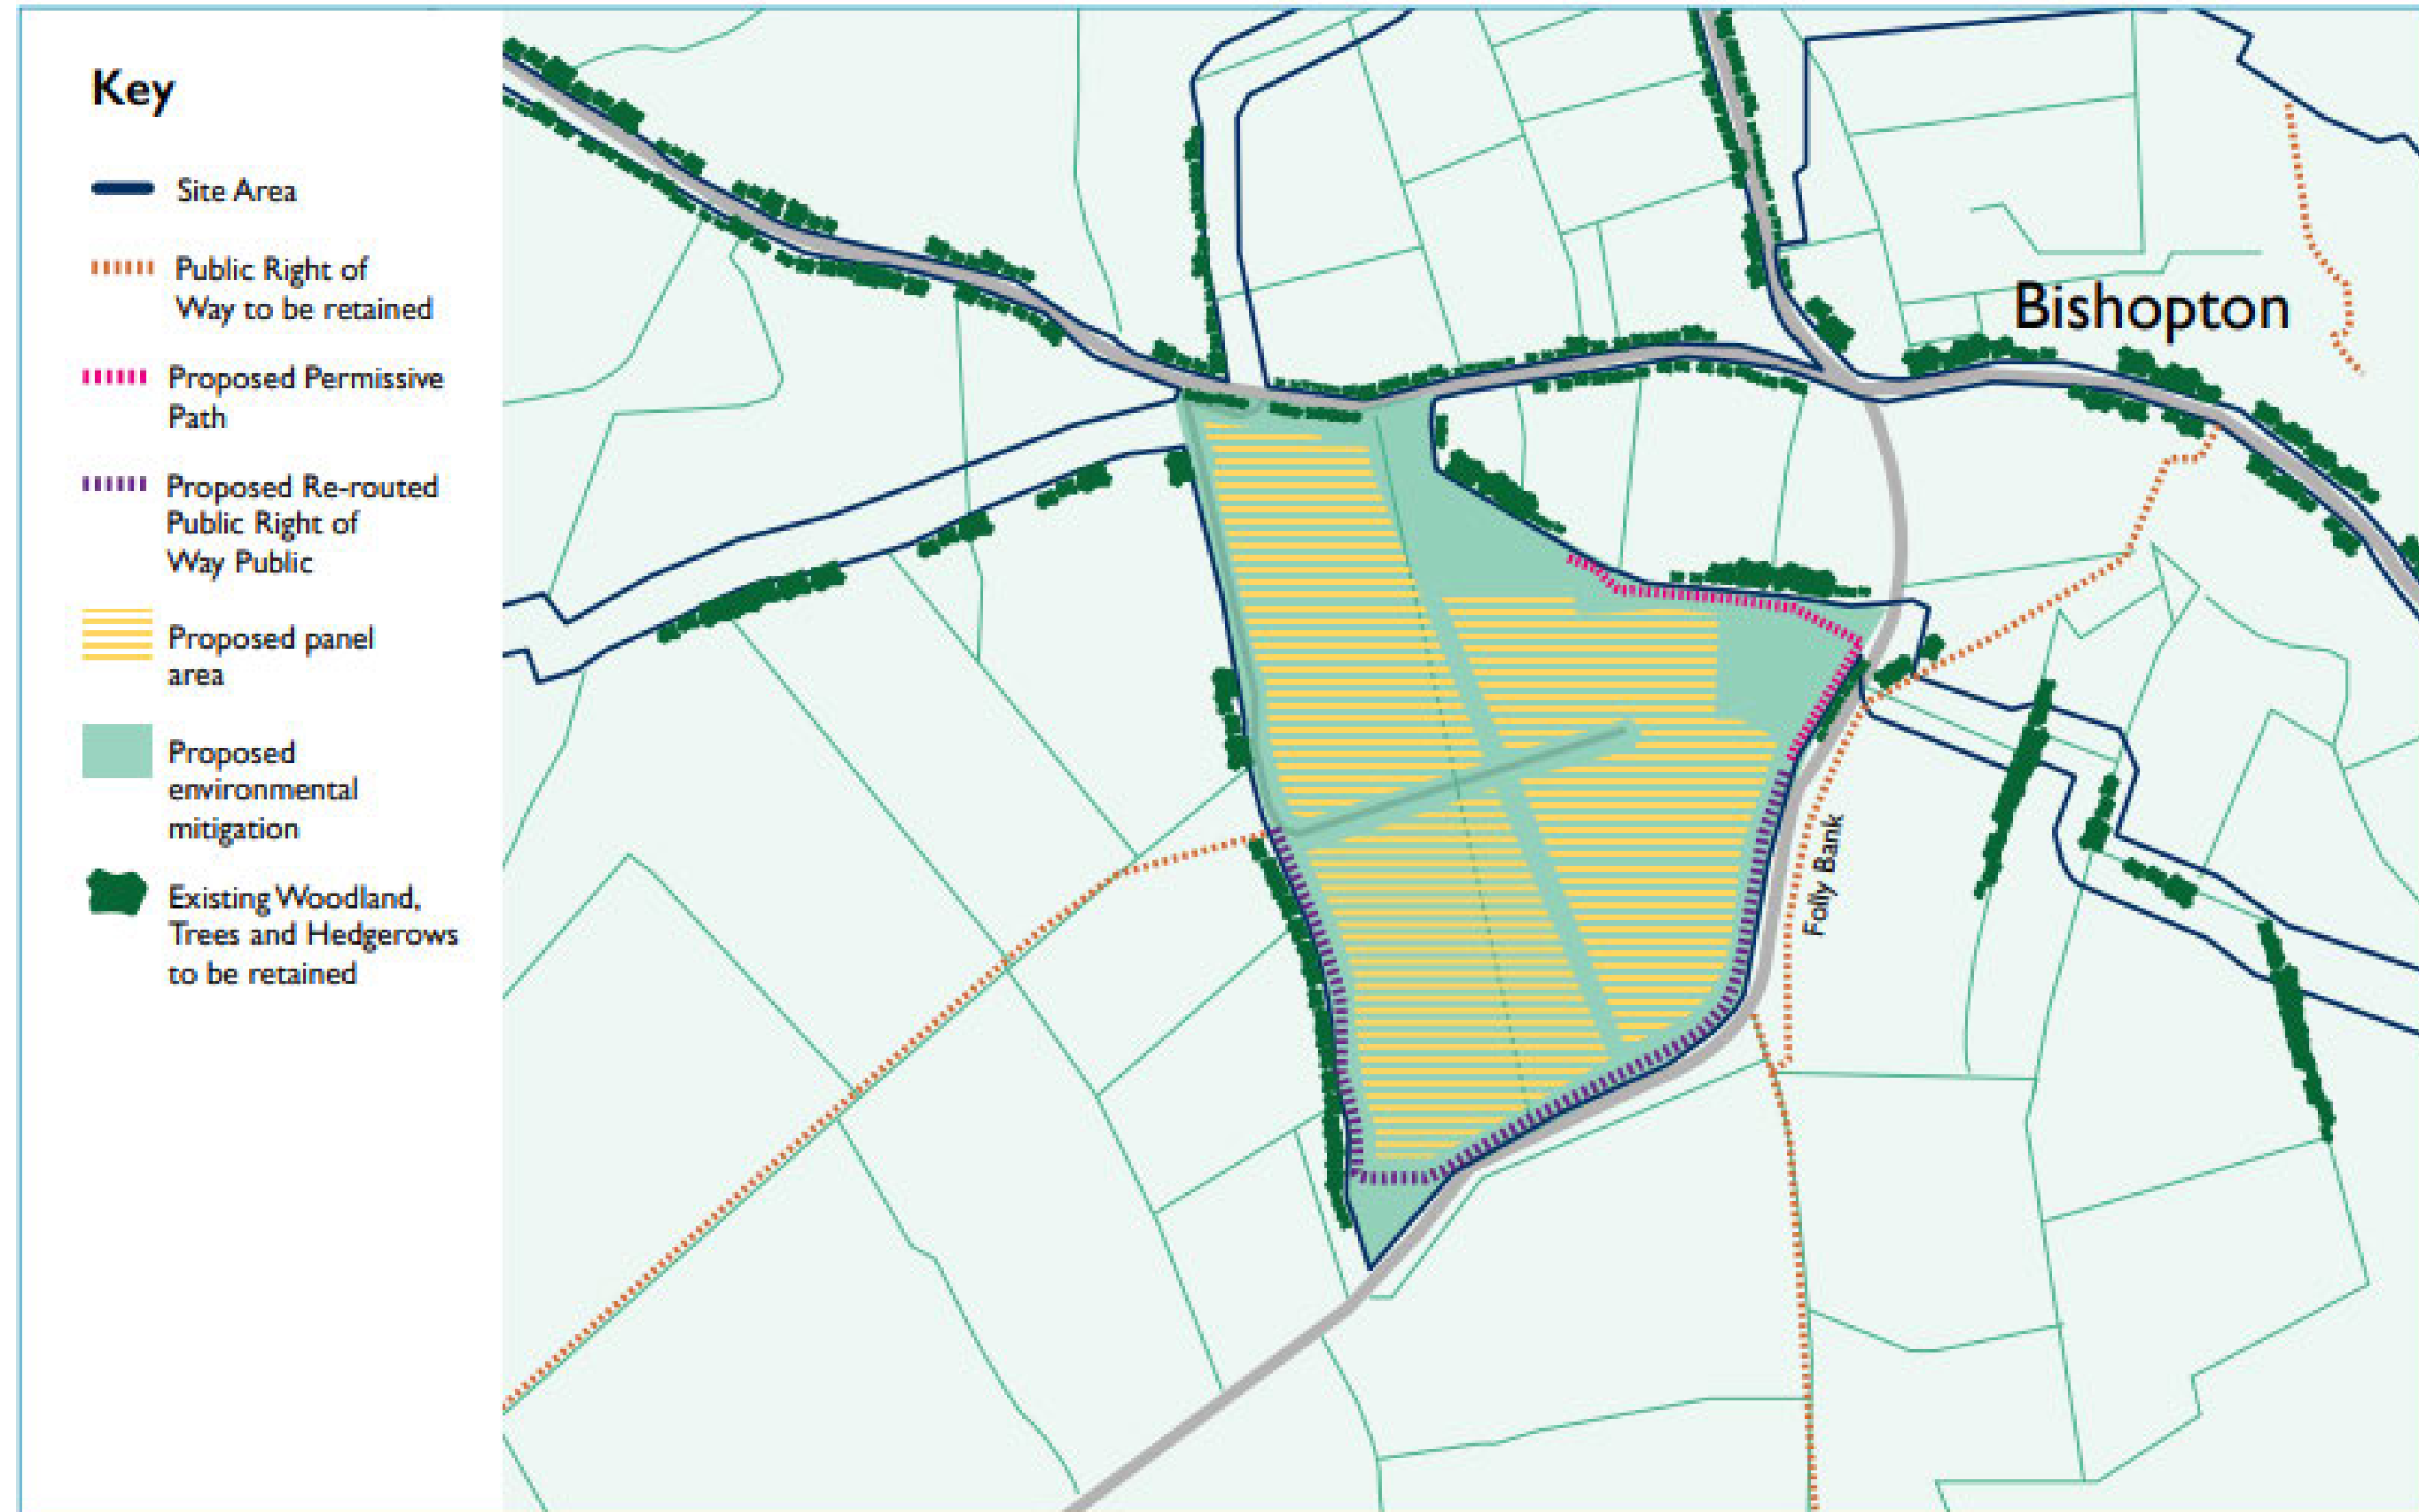 Key
Site Area
Public Right of
Way to be retained
Proposed Permissive
Path
Proposed Re-routed
Public Right of
Way Public
Proposed panel
area
Proposed
environmental
mitigation
Existing Woodland,
Trees and Hedgerows
to be retained
Bishopton
Folly Bank